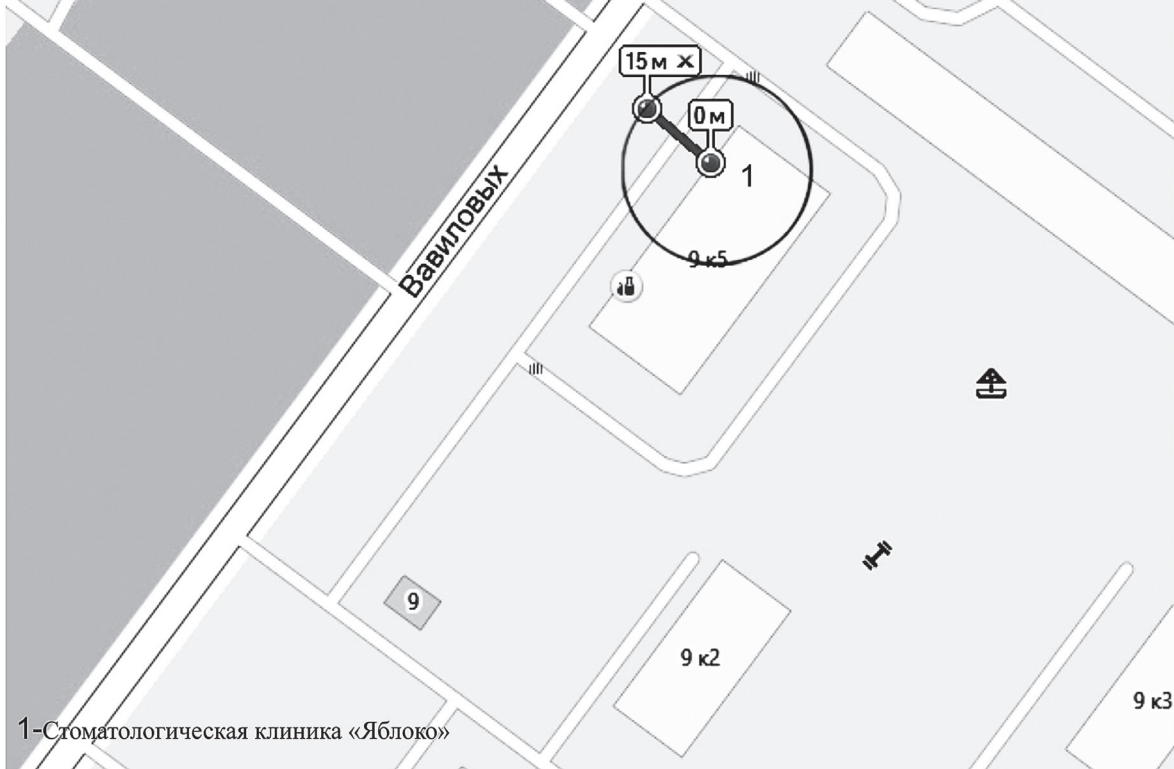 15 м ×
0 м
1
Вавиловых
9 к5
9
9 к2
9 к3
1-Стоматологическая клиника «Яблоко»